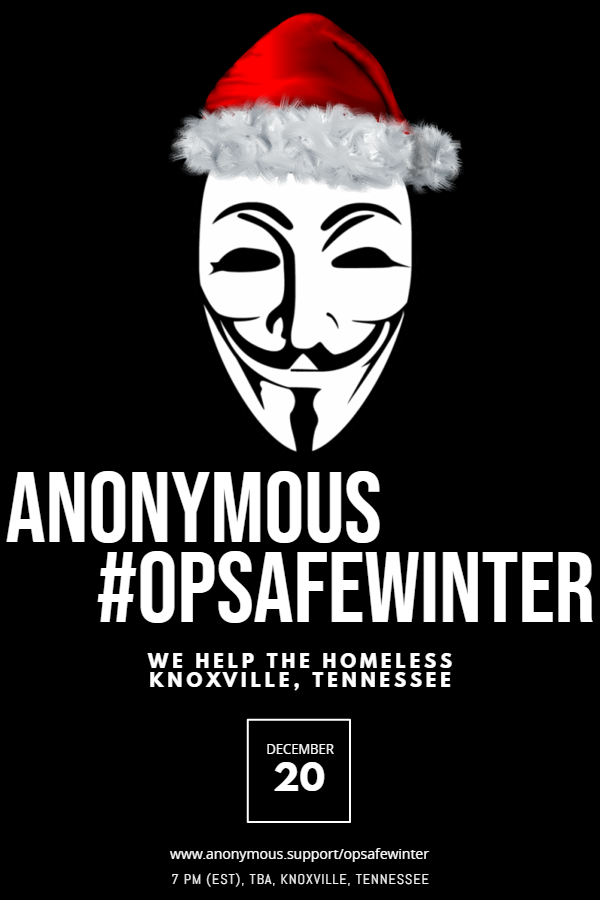 ANONYMOUS
#OPSAFEWINTER
WE HELP THE HOMELESS
KNOXVILLE, TENNESSEE
DECEMBER
20
www.anonymous.support/opsafewinter
7 PM (EST), TBA, KNOXVILLE, TENNESSEE